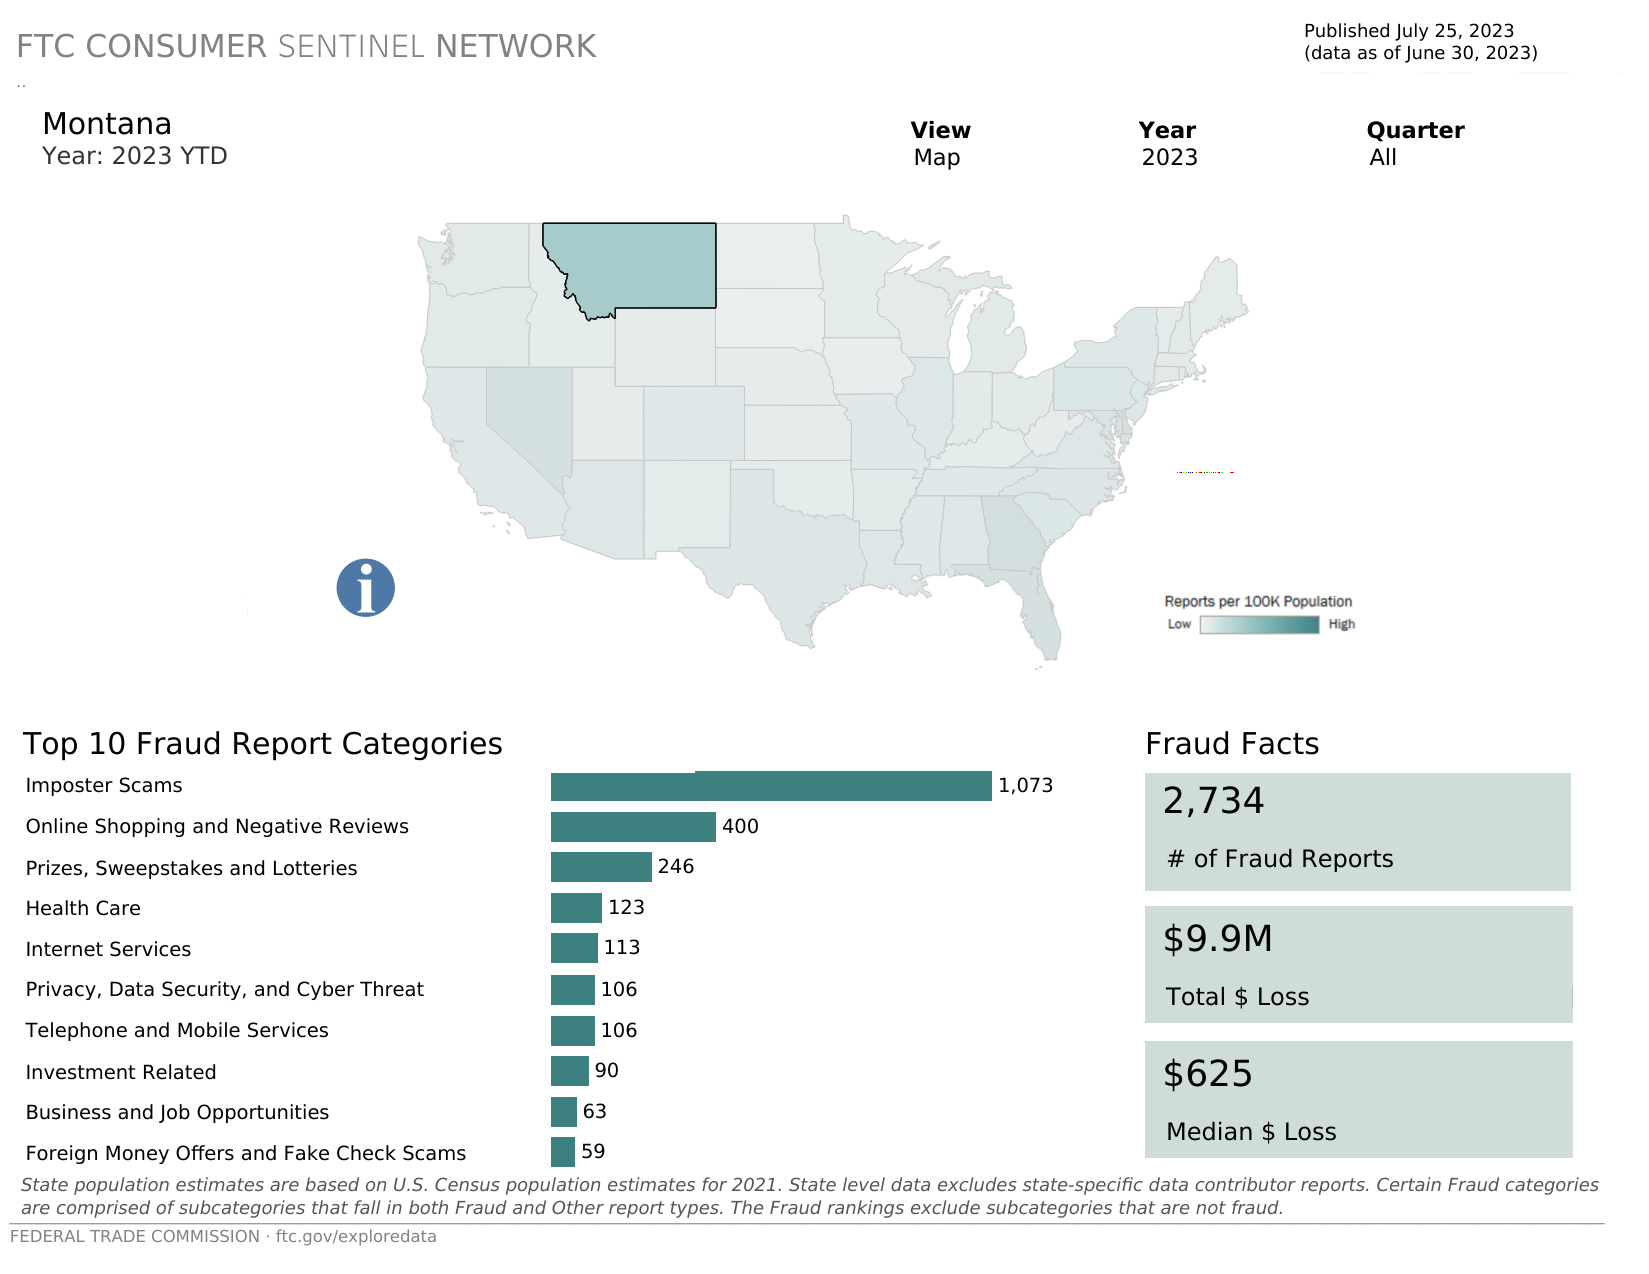 FTC CONSUMER SENTINEL NETWORK
Published July 25, 2023
(data as of June 30, 2023)
..
Montana
Year: 2023 YTD
View
Map
Year
2023
Quarter
All
i
Reports per 100K Population
Low High
Top 10 Fraud Report Categories
Imposter Scams 1,073
Online Shopping and Negative Reviews 400
Prizes, Sweepstakes and Lotteries 246
Health Care 123
Internet Services 113
Privacy, Data Security, and Cyber Threat 106
Telephone and Mobile Services 106
Investment Related 90
Business and Job Opportunities 63
Foreign Money Offers and Fake Check Scams 59
Fraud Facts
2,734
# of Fraud Reports
$9.9M
Total $ Loss
$625
Median $ Loss
State population estimates are based on U.S. Census population estimates for 2021. State level data excludes state-specific data contributor reports. Certain Fraud categories
are comprised of subcategories that fall in both Fraud and Other report types. The Fraud rankings exclude subcategories that are not fraud.
FEDERAL TRADE COMMISSION · ftc.gov/exploredata